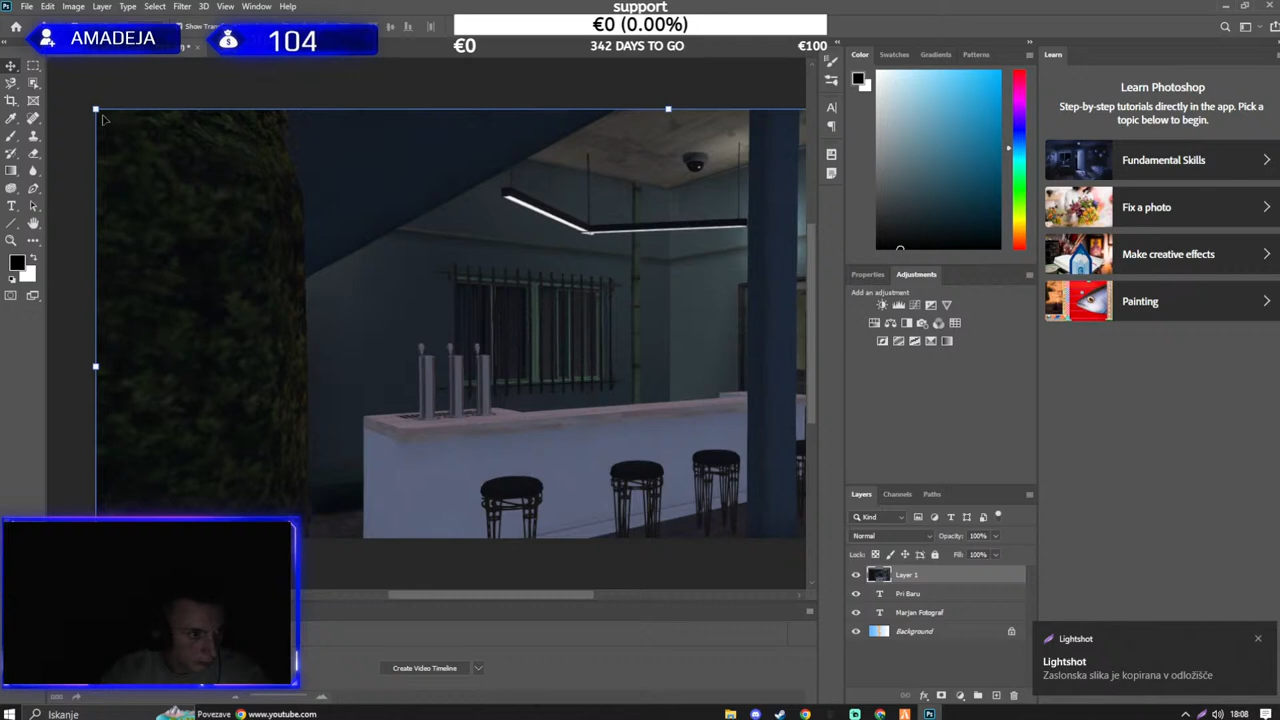 support
File Edit Image Layer Type Select Filter 3D View Window Help
€0 (0.00%)
AMADEJA
104
€0 342 DAYS TO GO €100
Color Swatches Gradients Patterns
Learn
Learn Photoshop
Step-by-step tutorials directly in the app. Pick a
topic below to begin.
Fundamental Skills
Fix a photo
Make creative effects
Painting
Properties Adjustments
Add an adjustment
Layers Channels Paths
Kind
Normal Opacity: 100%
Lock: Fill: 100%
Layer 1
T Pri Baru
T Marjan Fotograf
Background
Create Video Timeline
Lightshot
Lightshot
Zaslonska slika je kopirana v odložišče
Iskanje
Povezave
www.youtube.com
18:08